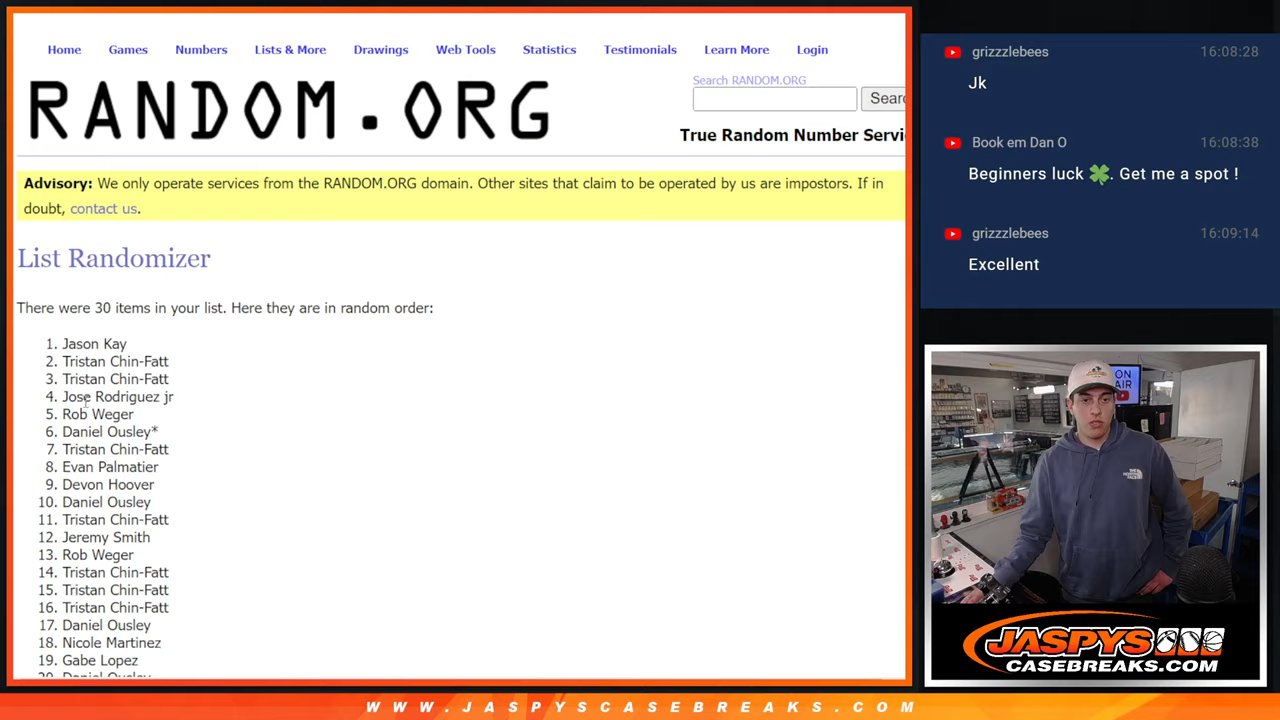 Home Games Numbers Lists & More Drawings Web Tools Statistics Testimonials Learn More Login
RANDOM.ORG
Search RANDOM.ORG
True Random Number Servi
Advisory: We only operate services from the RANDOM.ORG domain. Other sites that claim to be operated by us are impostors. If in
doubt, contact us.
List Randomizer
There were 30 items in your list. Here they are in random order:
1. Jason Kay
2. Tristan Chin-Fatt
3. Tristan Chin-Fatt
4. Jose Rodriguez jr
5. Rob Weger
6. Daniel Ousley*
7. Tristan Chin-Fatt
8. Evan Palmatier
9. Devon Hoover
10. Daniel Ousley
11. Tristan Chin-Fatt
12. Jeremy Smith
13. Rob Weger
14. Tristan Chin-Fatt
15. Tristan Chin-Fatt
16. Tristan Chin-Fatt
17. Daniel Ousley
18. Nicole Martinez
19. Gabe Lopez
20. Daniel Ousley
grizzzlebees 16:08:28
Jk
Book em Dan O 16:08:38
Beginners luck 🍀. Get me a spot !
grizzzlebees 16:09:14
Excellent
ON
AIR
THE
NORTH
FACE
JASPYS
CASEBREAKS.COM
WWW.JASPYSCASEBREAKS.COM